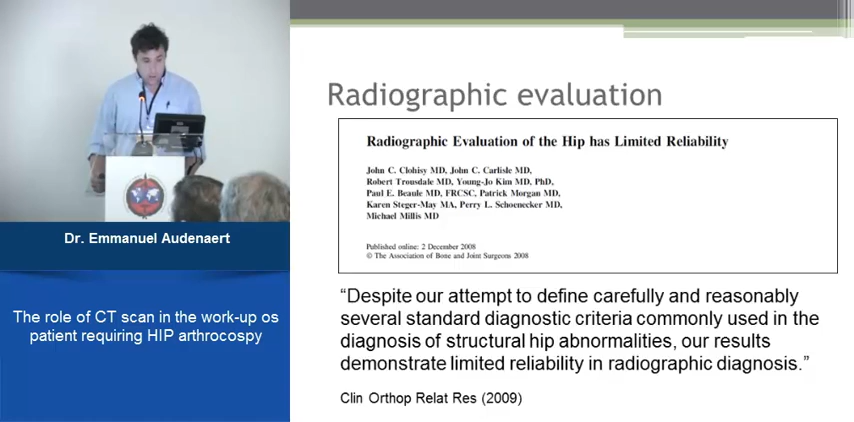 Dr. Emmanuel Audenaert
The role of CT scan in the work-up os
patient requiring HIP arthrocospy
Radiographic evaluation
Radiographic Evaluation of the Hip has Limited Reliability
John C. Clohisy MD, John C. Carlisle MD,
Robert Trousdale MD, Young-Jo Kim MD, PhD,
Paul E. Beaule MD, FRCSC, Patrick Morgan MD,
Karen Steger-May MA, Perry L. Schoenecker MD,
Michael Millis MD
Published online: 2 December 2008
© The Association of Bone and Joint Surgeons 2008
“Despite our attempt to define carefully and reasonably
several standard diagnostic criteria commonly used in the
diagnosis of structural hip abnormalities, our results
demonstrate limited reliability in radiographic diagnosis.”
Clin Orthop Relat Res (2009)